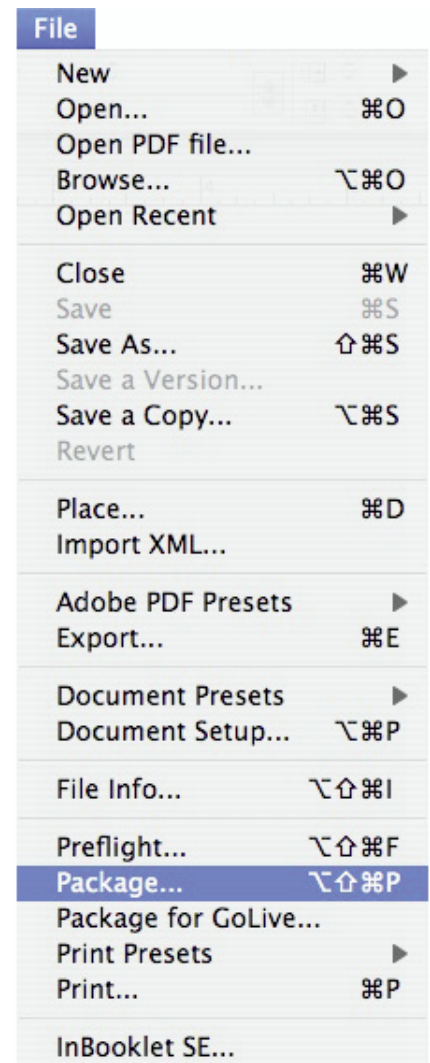 File
New ▶
Open... ⌘O
Open PDF file...
Browse... ⌥⌘O
Open Recent ▶
Close ⌘W
Save ⌘S
Save As... ⇧⌘S
Save a Version...
Save a Copy... ⌥⌘S
Revert
Place... ⌘D
Import XML...
Adobe PDF Presets ▶
Export... ⌘E
Document Presets ▶
Document Setup... ⌥⌘P
File Info... ⌥⇧⌘I
Preflight... ⌥⇧⌘F
Package... ⌥⇧⌘P
Package for GoLive...
Print Presets ▶
Print... ⌘P
InBooklet SE...